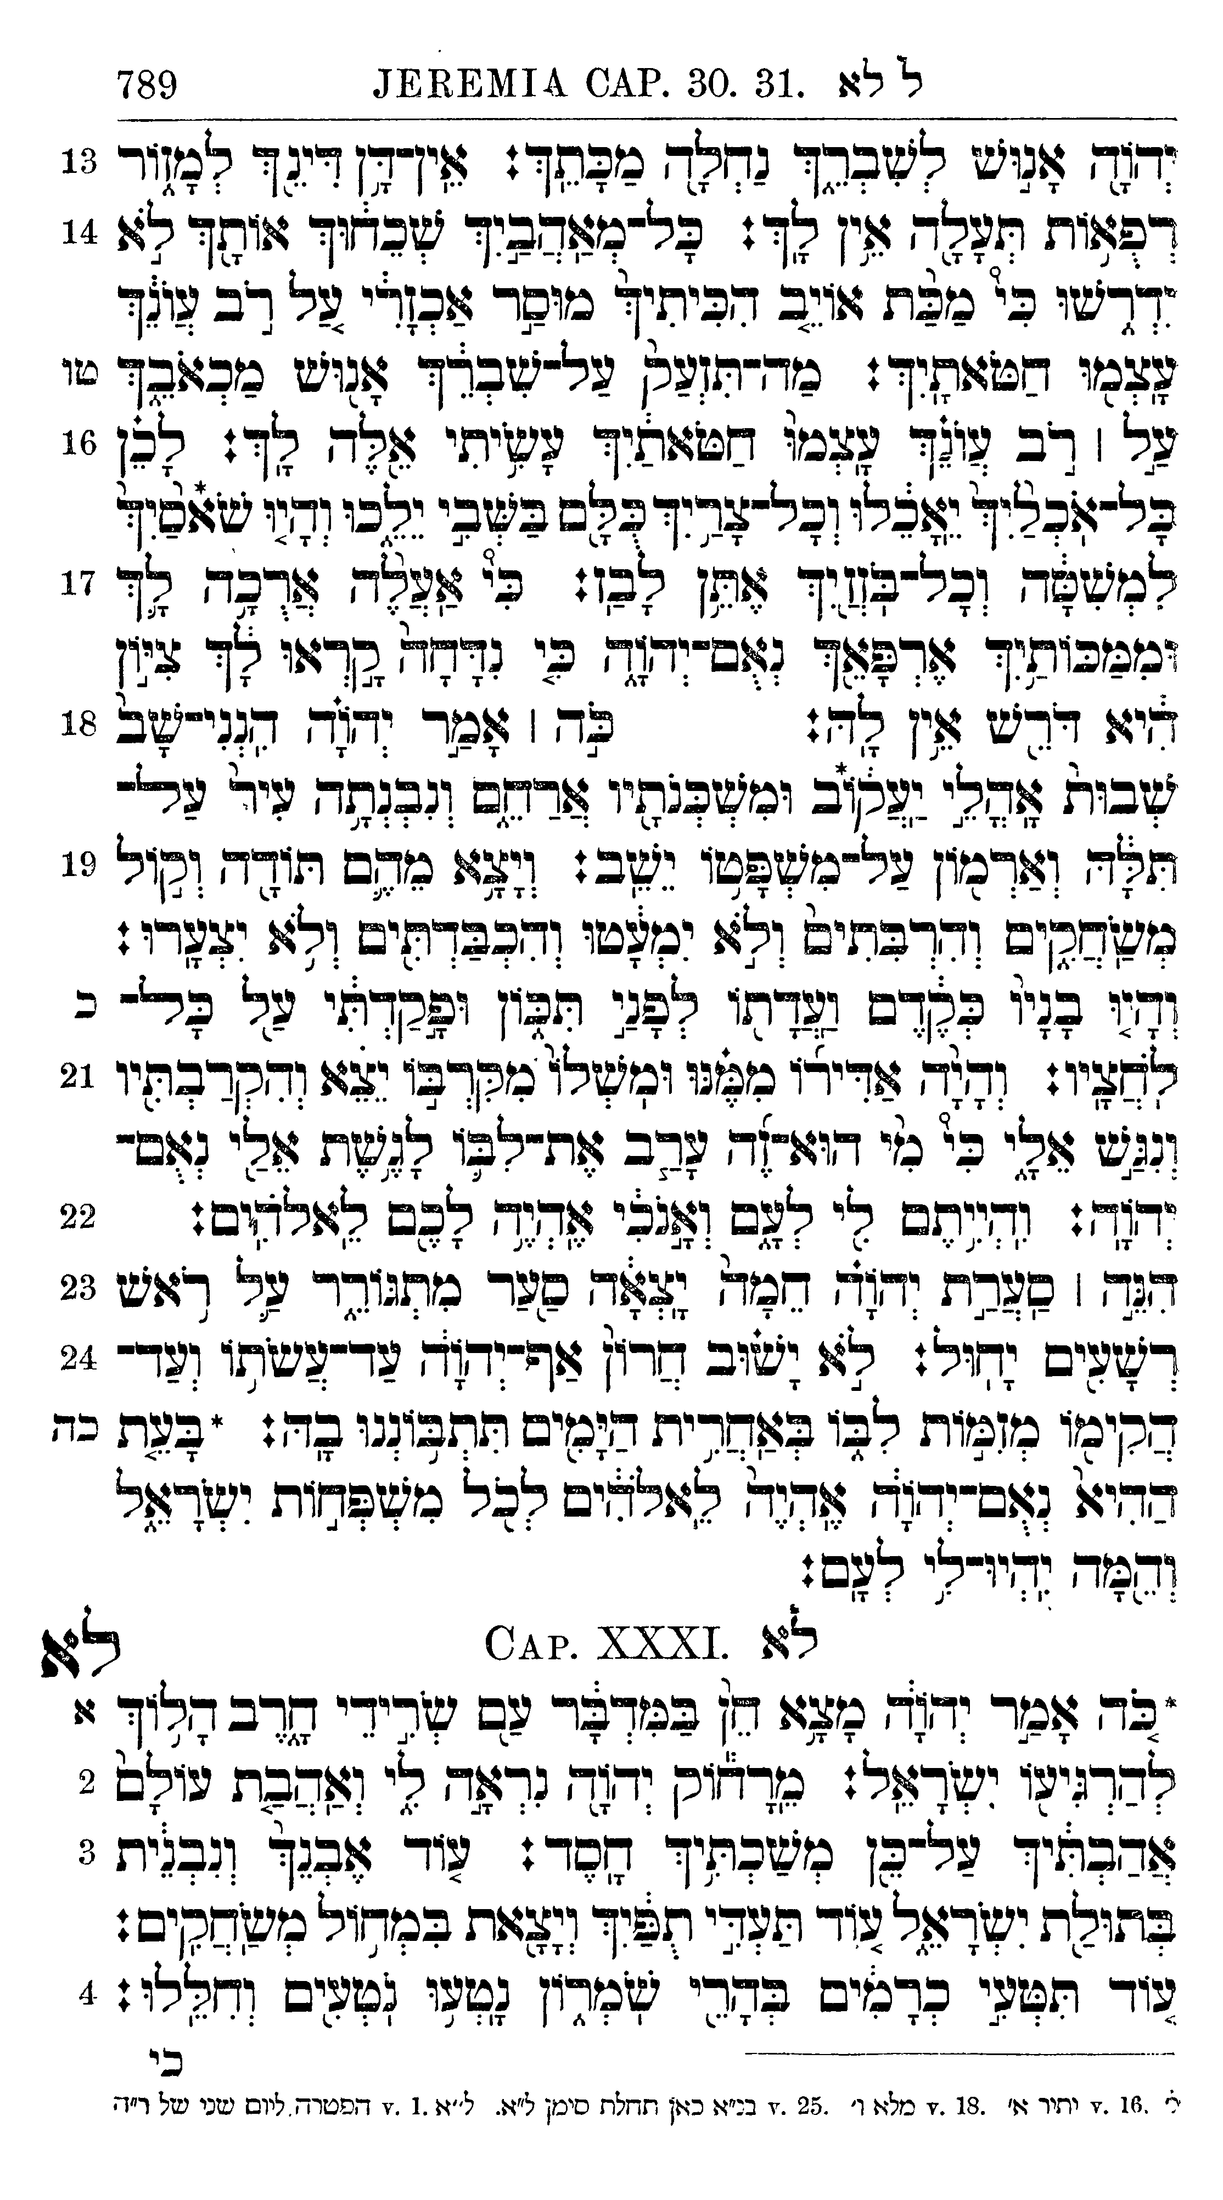 789 JEREMIA CAP. 30. 31. ל לא
יְהוָ֔ה אָנ֥וּשׁ לְשִׁבְרֵ֑ךְ נַחְלָ֖ה מַכָּתֵֽךְ׃ אֵֽין־דָּ֥ן דִּינֵ֖ךְ לְמָז֑וֹר 13
רְפֻא֥וֹת תְּעָלָ֖ה אֵ֥ין לָֽךְ׃ כָּל־מְאַֽהֲבַ֣יִךְ שְׁכֵח֔וּךְ אוֹתָ֖ךְ לֹ֣א 14
יִדְרֹ֑שׁוּ כִּי֩ מַכַּ֨ת אוֹיֵ֤ב הִכִּיתִ֙יךְ֙ מוּסַ֣ר אַכְזָרִ֔י עַ֚ל רֹ֣ב עֲוֹנֵ֔ךְ
עָֽצְמ֖וּ חַטֹּאתָֽיִךְ׃ מַה־תִּזְעַק֙ עַל־שִׁבְרֵ֔ךְ אָנ֖וּשׁ מַכְאֹבֵ֑ךְ טו
עַ֣ל ׀ רֹ֣ב עֲוֹנֵ֗ךְ עָֽצְמוּ֙ חַטֹּאתַ֔יִךְ עָשִׂ֥יתִי אֵ֖לֶּה לָֽךְ׃ לָכֵ֞ן 16
כָּל־אֹֽכְלַ֙יִךְ֙ יֵֽאָכֵ֔לוּ וְכָל־צָרַ֥יִךְ כֻּלָּ֖ם בַּשְּׁבִ֣י יֵלֵ֑כוּ וְהָי֤וּ *שֹׁאסַ֙יִךְ֙
לִמְשִׁסָּ֔ה וְכָל־בֹּֽזְזַ֖יִךְ אֶתֵּ֥ן לָבַֽז׃ כִּי֩ אַֽעֲלֶ֨ה אֲרֻכָ֥ה לָ֛ךְ 17
וּמִמַּכּוֹתַ֥יִךְ אֶרְפָּאֵ֖ךְ נְאֻם־יְהוָ֑ה כִּ֤י נִדָּחָה֙ קָ֣רְאוּ לָ֔ךְ צִיּ֣וֹן
הִ֔יא דֹּרֵ֖שׁ אֵ֥ין לָֽהּ׃ כֹּ֣ה ׀ אָמַ֣ר יְהוָ֗ה הִֽנְנִי־שָׁב֙ 18
שְׁבוּת֙ אָֽהֳלֵ֣י *יַֽעֲק֔וֹב וּמִשְׁכְּנֹתָ֖יו אֲרַחֵ֑ם וְנִבְנְתָ֥ה עִיר֙ עַל־
תִּלָּ֔הּ וְאַרְמ֖וֹן עַל־מִשְׁפָּט֥וֹ יֵשֵֽׁב׃ וְיָצָ֥א מֵהֶ֛ם תּוֹדָ֖ה וְק֣וֹל 19
מְשַֽׂחֲקִ֑ים וְהִרְבִּתִים֙ וְלֹ֣א יִמְעָ֔טוּ וְהִכְבַּדְתִּ֖ים וְלֹ֥א יִצְעָֽרוּ׃
וְהָי֤וּ בָנָיו֙ כְּקֶ֔דֶם וַעֲדָת֖וֹ לְפָנַ֣י תִּכּ֑וֹן וּפָ֣קַדְתִּ֔י עַ֖ל כָּל־ כ
לֹֽחֲצָֽיו׃ וְהָיָ֨ה אַדִּיר֜וֹ מִמֶּ֗נּוּ וּמֹֽשְׁלוֹ֙ מִקִּרְבּ֣וֹ יֵצֵ֔א וְהִקְרַבְתִּ֖יו 21
וְנִגַּ֣שׁ אֵלָ֑י כִּי֩ מִ֨י הוּא־זֶ֜ה עָרַ֧ב אֶת־לִבּ֛וֹ לָגֶ֥שֶׁת אֵלַ֖י נְאֻם־
יְהוָֽה׃ וִֽהְיִ֥יתֶם לִ֖י לְעָ֑ם וְאָ֣נֹכִ֔י אֶֽהְיֶ֥ה לָכֶ֖ם לֵֽאלֹהִֽים׃ 22
הִנֵּ֣ה ׀ סַֽעֲרַ֣ת יְהוָ֗ה חֵמָה֙ יָֽצְאָ֔ה סַ֖עַר מִתְגּוֹרֵ֑ר עַ֛ל רֹ֥אשׁ 23
רְשָׁעִ֖ים יָחֽוּל׃ לֹ֣א יָשׁ֗וּב חֲרוֹן֙ אַף־יְהוָ֔ה עַד־עֲשֹׂת֥וֹ וְעַד־ 24
הֲקִימ֖וֹ מְזִמּ֣וֹת לִבּ֑וֹ בְּאַֽחֲרִ֥ית הַיָּמִ֖ים תִּתְבּ֥וֹנְנוּ בָֽהּ׃ *בָּעֵ֤ת כה
הַהִיא֙ נְאֻם־יְהוָ֔ה אֶֽהְיֶה֙ לֵֽאלֹהִ֔ים לְכֹ֖ל מִשְׁפְּח֣וֹת יִשְׂרָאֵ֑ל
וְהֵ֖מָּה יִֽהְיוּ־לִ֥י לְעָֽם׃
לא CAP. XXXI. לא
*כֹּ֚ה אָמַ֣ר יְהוָ֔ה מָצָ֥א חֵן֙ בַּמִּדְבָּ֔ר עַ֖ם שְׂרִ֣ידֵי חָ֑רֶב הָל֥וֹךְ א
לְהַרְגִּיע֖וֹ יִשְׂרָאֵֽל׃ מֵֽרָח֕וֹק יְהוָ֖ה נִרְאָ֣ה לִ֑י וְאַֽהֲבַ֤ת עוֹלָם֙ 2
אֲהַבְתִּ֔יךְ עַל־כֵּ֖ן מְשַׁכְתִּ֥יךְ חָֽסֶד׃ ע֤וֹד אֶבְנֵךְ֙ וְֽנִבְנֵ֔ית 3
בְּתוּלַ֖ת יִשְׂרָאֵ֑ל ע֚וֹד תַּעְדִּ֣י תֻפַּ֔יִךְ וְיָצָ֖את בִּמְח֥וֹל מְשַֽׂחֲקִֽים׃
ע֚וֹד תִּטְּעִ֣י כְרָמִ֔ים בְּהָרֵ֖י שֹֽׁמְר֑וֹן נָֽטְע֥וּ נֹֽטְעִ֖ים וְחִלֵּֽלוּ׃ 4
כי
ל׳ v. 16. יתיר א׳ v. 18. מלא ו׳ v. 25. בנ״א כאן תחלת סימן ל״א. ל״א v. 1. הפטרה ליום שני של ר״ה